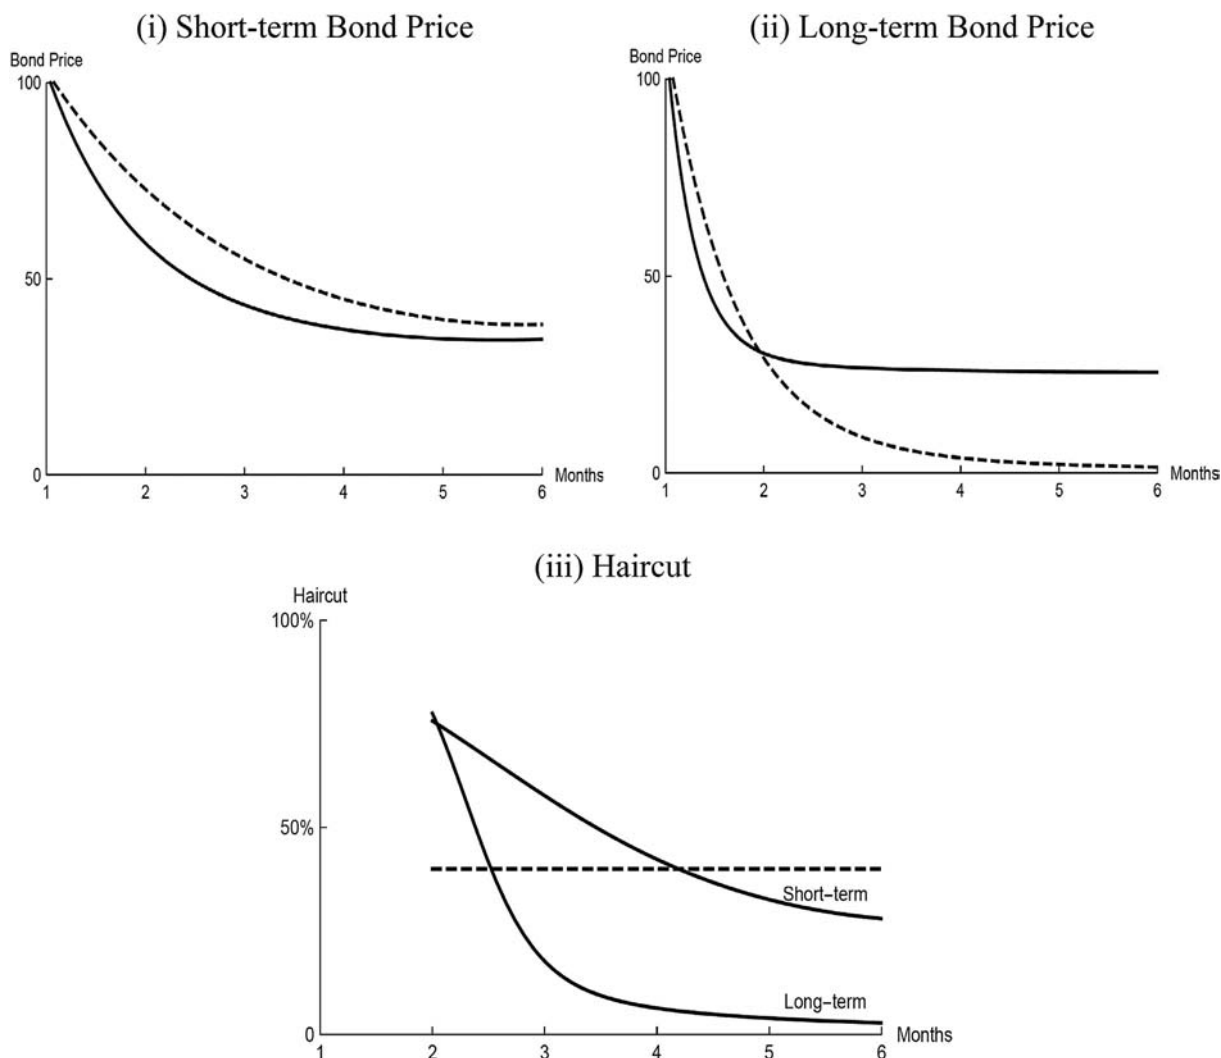 (i) Short-term Bond Price
Bond Price
100
50
0
1 2 3 4 5 6
Months
(ii) Long-term Bond Price
Bond Price
100
50
0
1 2 3 4 5 6
Months
(iii) Haircut
Haircut
100%
50%
0
Short-term
Long-term
1 2 3 4 5 6
Months